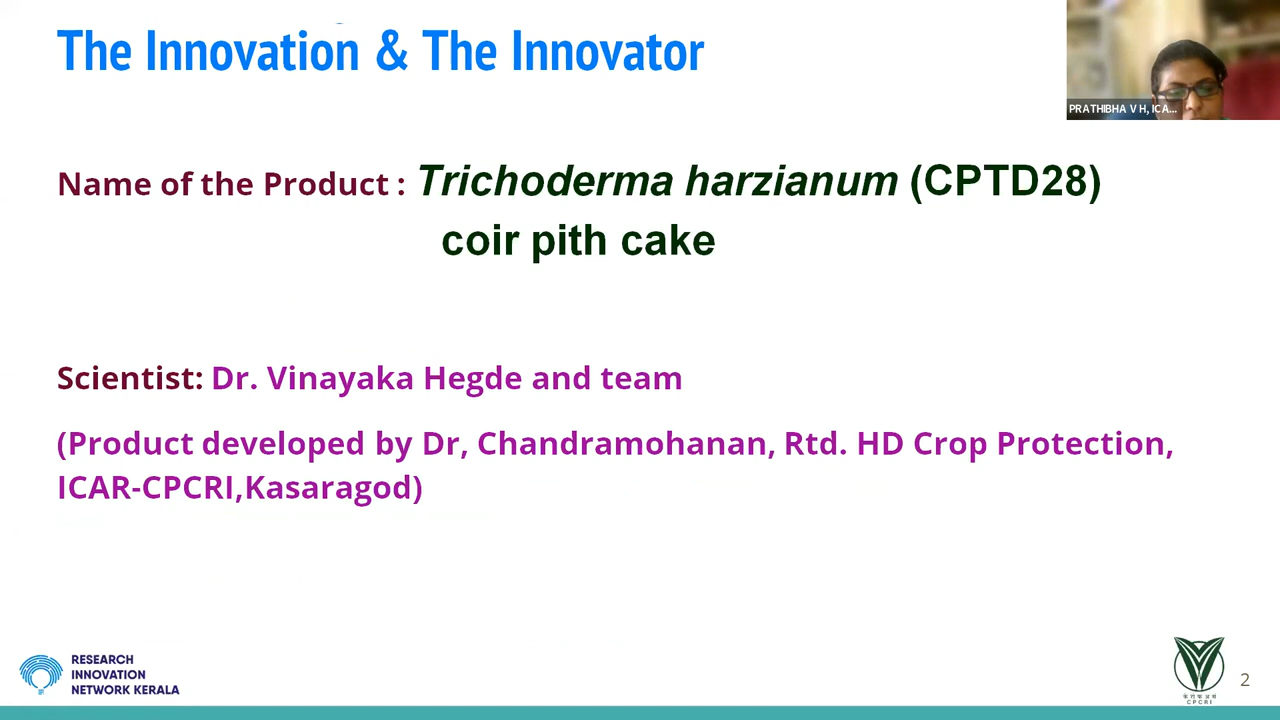 The Innovation & The Innovator
PRATHIBHA V H, ICA...
Name of the Product : Trichoderma harzianum (CPTD28)
coir pith cake
Scientist: Dr. Vinayaka Hegde and team
(Product developed by Dr, Chandramohanan, Rtd. HD Crop Protection,
ICAR-CPCRI,Kasaragod)
RESEARCH
INNOVATION
NETWORK KERALA
CPCRI
2